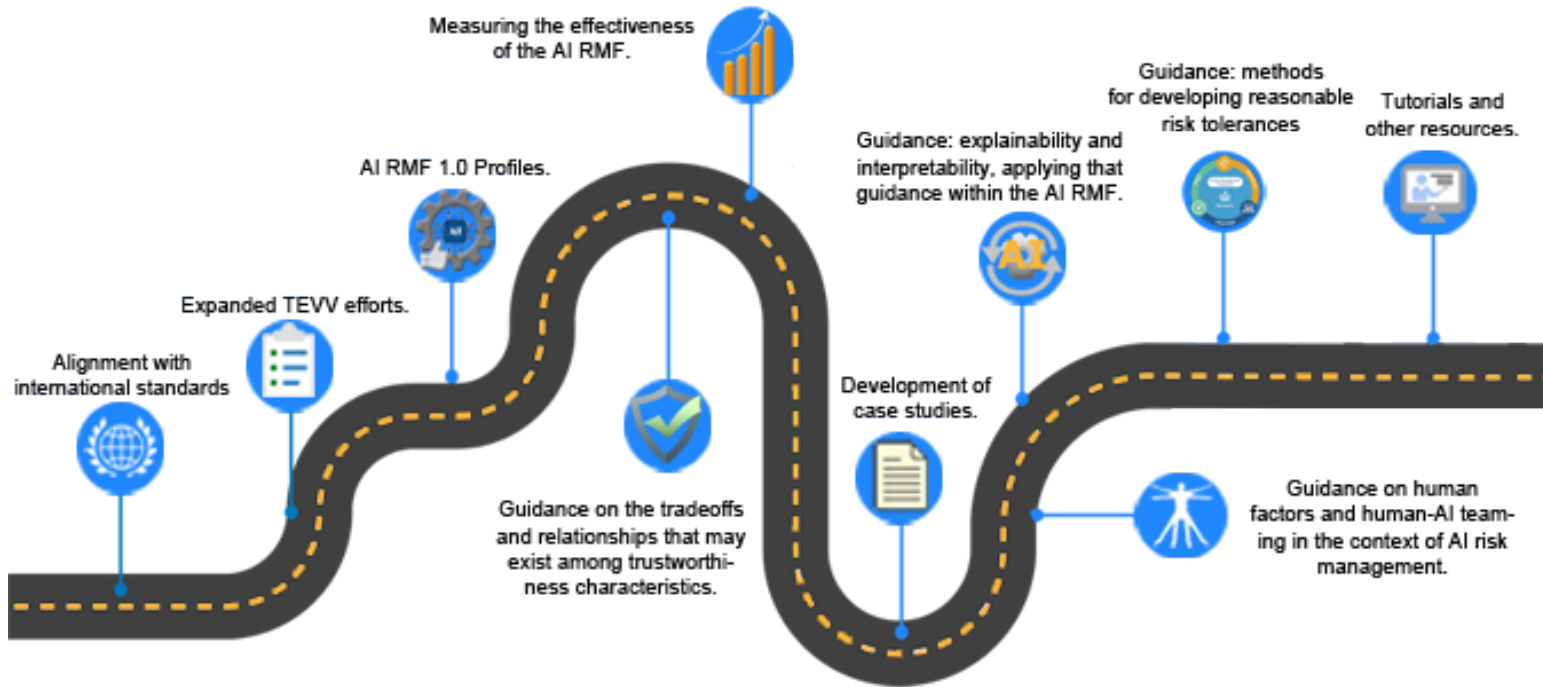 Alignment with
international standards
Expanded TEVV efforts.
AI RMF 1.0 Profiles.
Guidance on the tradeoffs
and relationships that may
exist among trustworthi-
ness characteristics.
Measuring the effectiveness
of the AI RMF.
Development of
case studies.
Guidance on human
factors and human-AI team-
ing in the context of AI risk
management.
Guidance: explainability and
interpretability, applying that
guidance within the AI RMF.
AI
Guidance: methods
for developing reasonable
risk tolerances
Tutorials and
other resources.